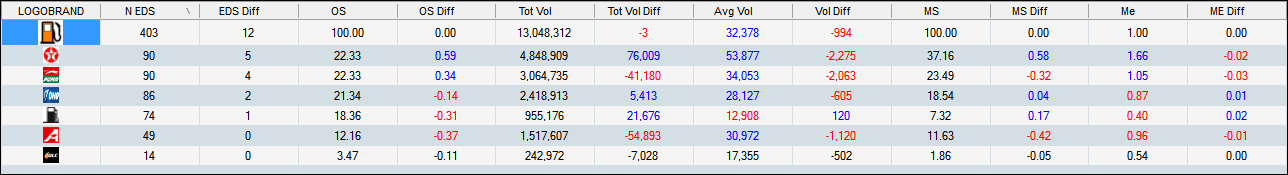 LOGOBRAND N EDS \ EDS Diff OS OS Diff Tot Vol Tot Vol Diff Avg Vol Vol Diff MS MS Diff Me ME Diff
403 12 100.00 0.00 13,048,312 -3 32,378 -994 100.00 0.00 1.00 0.00
90 5 22.33 0.59 4,848,909 76,009 53,877 -2,275 37.16 0.58 1.66 -0.02
PUMA 90 4 22.33 0.34 3,064,735 -41,180 34,053 -2,063 23.49 -0.32 1.05 -0.03
UNO 86 2 21.34 -0.14 2,418,913 5,413 28,127 -605 18.54 0.04 0.87 0.01
74 1 18.36 -0.31 955,176 21,676 12,908 120 7.32 0.17 0.40 0.02
49 0 12.16 -0.37 1,517,607 -54,893 30,972 -1,120 11.63 -0.42 0.96 -0.01
DLC 14 0 3.47 -0.11 242,972 -7,028 17,355 -502 1.86 -0.05 0.54 0.00